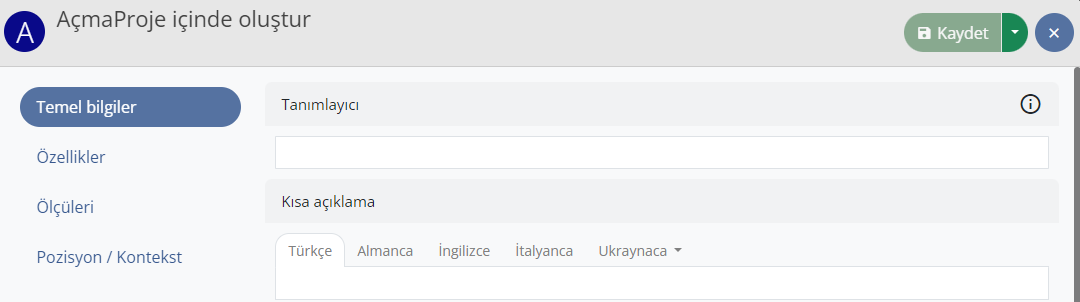 A
AçmaProje içinde oluştur
Kaydet
Temel bilgiler
Özellikler
Ölçüleri
Pozisyon / Kontekst
Tanımlayıcı
Kısa açıklama
Türkçe Almanca İngilizce İtalyanca Ukraynaca